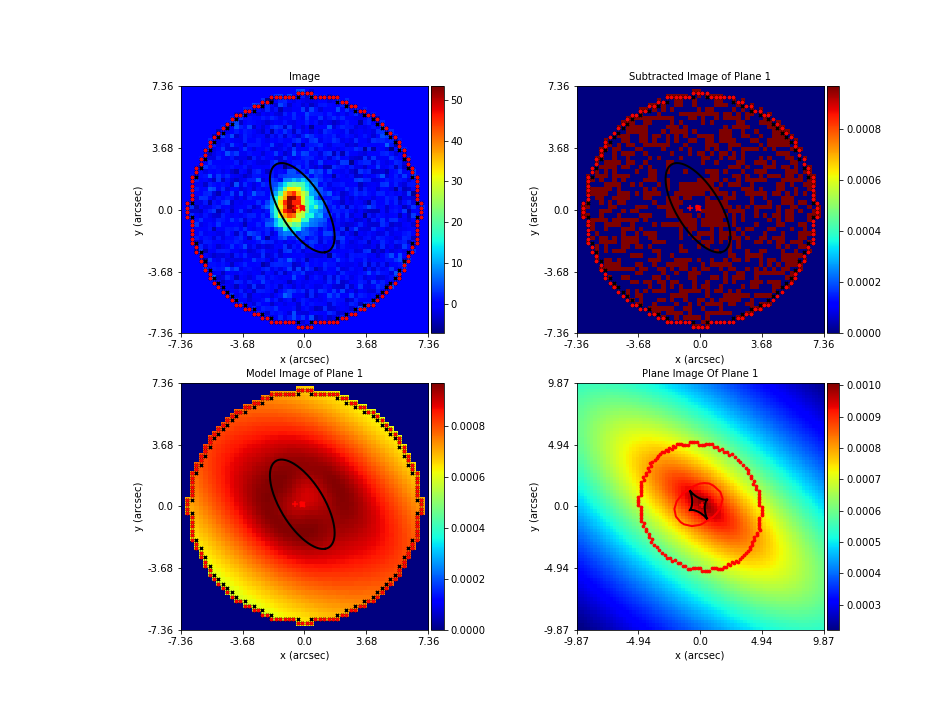 Image
7.36
3.68
0.0
-3.68
-7.36
y (arcsec)
-7.36 -3.68 0.0 3.68 7.36
x (arcsec)
50
40
30
20
10
0
Subtracted Image of Plane 1
7.36
3.68
0.0
-3.68
-7.36
y (arcsec)
-7.36 -3.68 0.0 3.68 7.36
x (arcsec)
0.0008
0.0006
0.0004
0.0002
0.0000
Model Image of Plane 1
7.36
3.68
0.0
-3.68
-7.36
y (arcsec)
-7.36 -3.68 0.0 3.68 7.36
x (arcsec)
0.0008
0.0006
0.0004
0.0002
0.0000
Plane Image Of Plane 1
9.87
4.94
0.0
-4.94
-9.87
y (arcsec)
-9.87 -4.94 0.0 4.94 9.87
x (arcsec)
0.0010
0.0009
0.0008
0.0007
0.0006
0.0005
0.0004
0.0003